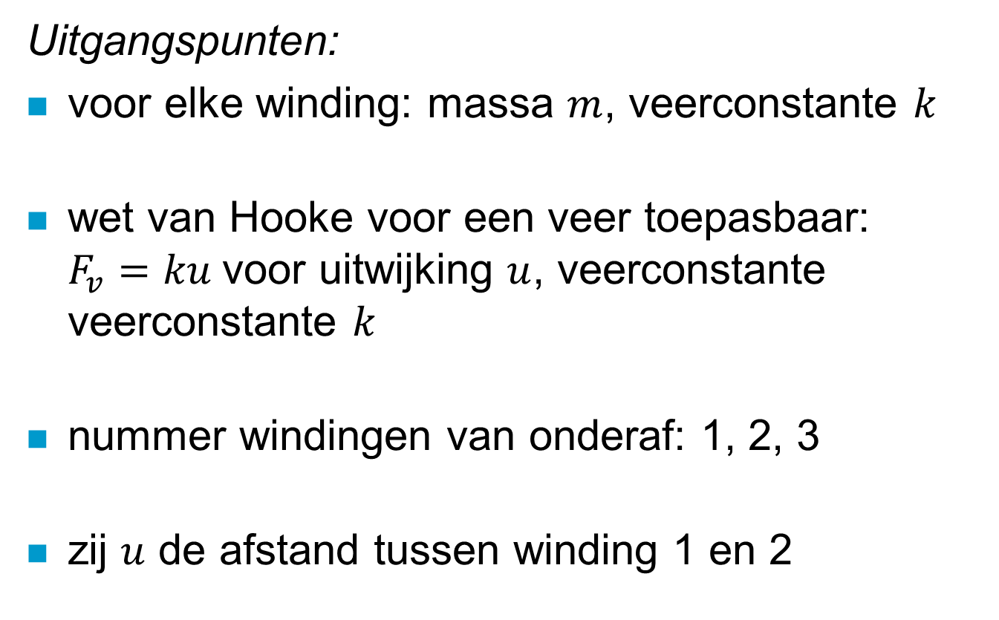 Uitgangspunten:
voor elke winding: massa m, veerconstante k
wet van Hooke voor een veer toepasbaar:
F_v = ku voor uitwijking u, veerconstante
veerconstante k
nummer windingen van onderaf: 1, 2, 3
zij u de afstand tussen winding 1 en 2